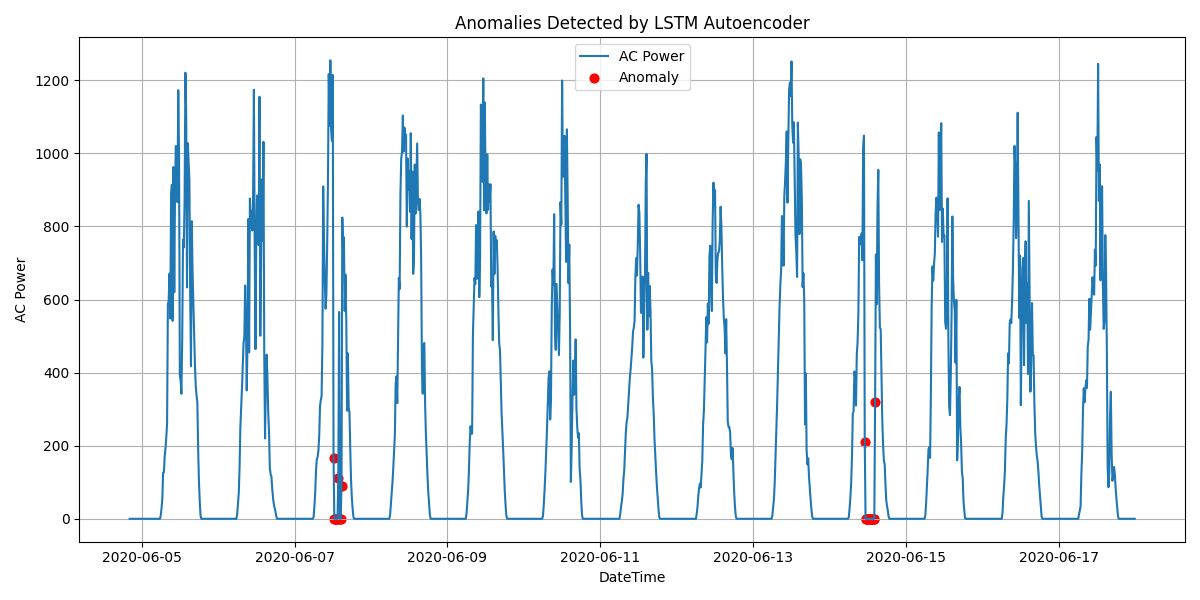 Anomalies Detected by LSTM Autoencoder
AC Power
Anomaly
AC Power
1200
1000
800
600
400
200
0
2020-06-05
2020-06-07
2020-06-09
2020-06-11
2020-06-13
2020-06-15
2020-06-17
DateTime